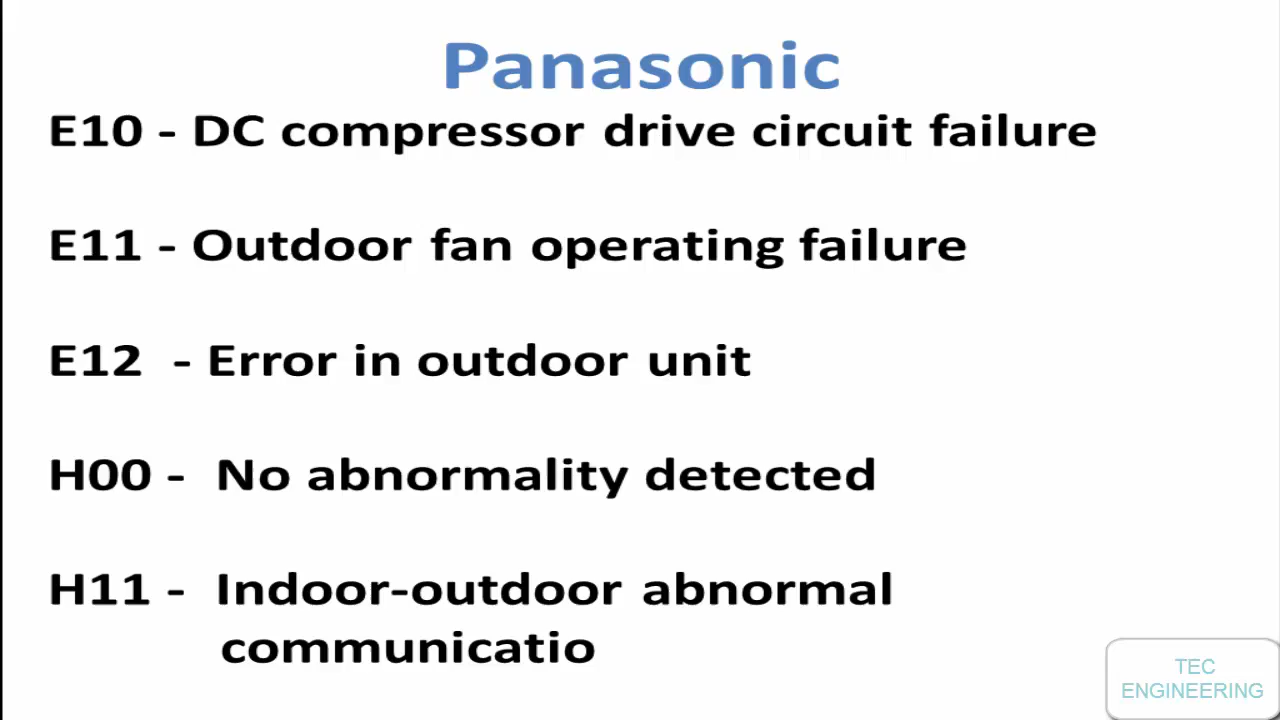 Panasonic
E10 - DC compressor drive circuit failure
E11 - Outdoor fan operating failure
E12 - Error in outdoor unit
H00 - No abnormality detected
H11 - Indoor-outdoor abnormal
communicatio
TEC
ENGINEERING